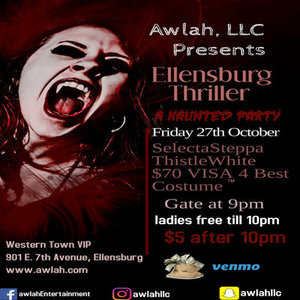 Awlah, LLC
Presents
Ellensburg
Thriller
A HAUNTED PARTY
Friday 27th October
SelectaSteppa
ThistleWhite
$70 VISA 4 Best
Costume™
Gate at 9pm
ladies free till 10pm
$5 after 10pm
Western Town VIP
901 E. 7th Avenue, Ellensburg
www.awlah.com
venmo
awlahEntertainment
awlahllc
awlahllc